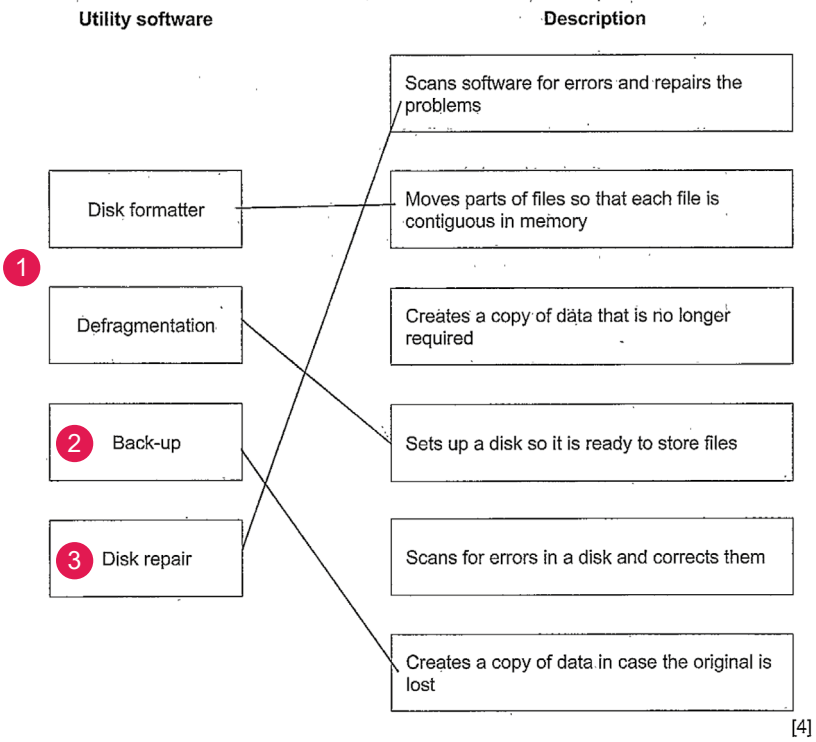 Utility software
Description
Scans software for errors and repairs the
problems
Disk formatter
Moves parts of files so that each file is
contiguous in memory
1
Defragmentation
Creates a copy of data that is no longer
required
2
Back-up
Sets up a disk so it is ready to store files
3
Disk repair
Scans for errors in a disk and corrects them
Creates a copy of data in case the original is
lost
[4]